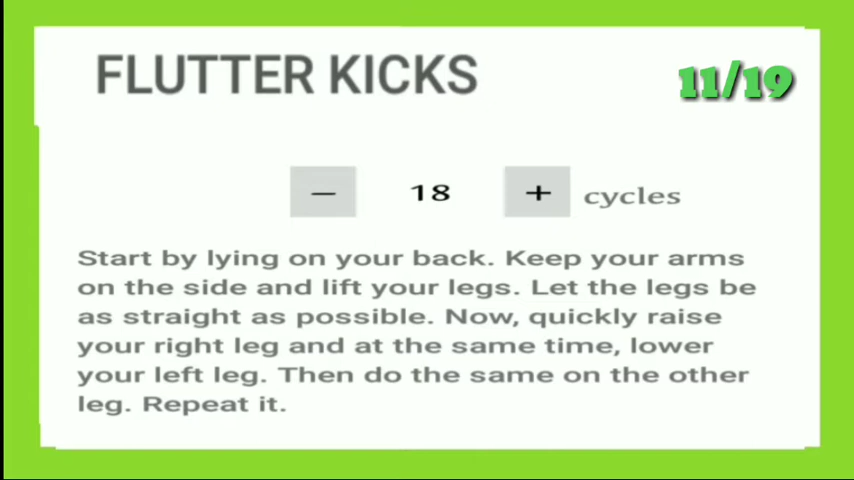 FLUTTER KICKS
11/19
− 18 + cycles
Start by lying on your back. Keep your arms
on the side and lift your legs. Let the legs be
as straight as possible. Now, quickly raise
your right leg and at the same time, lower
your left leg. Then do the same on the other
leg. Repeat it.